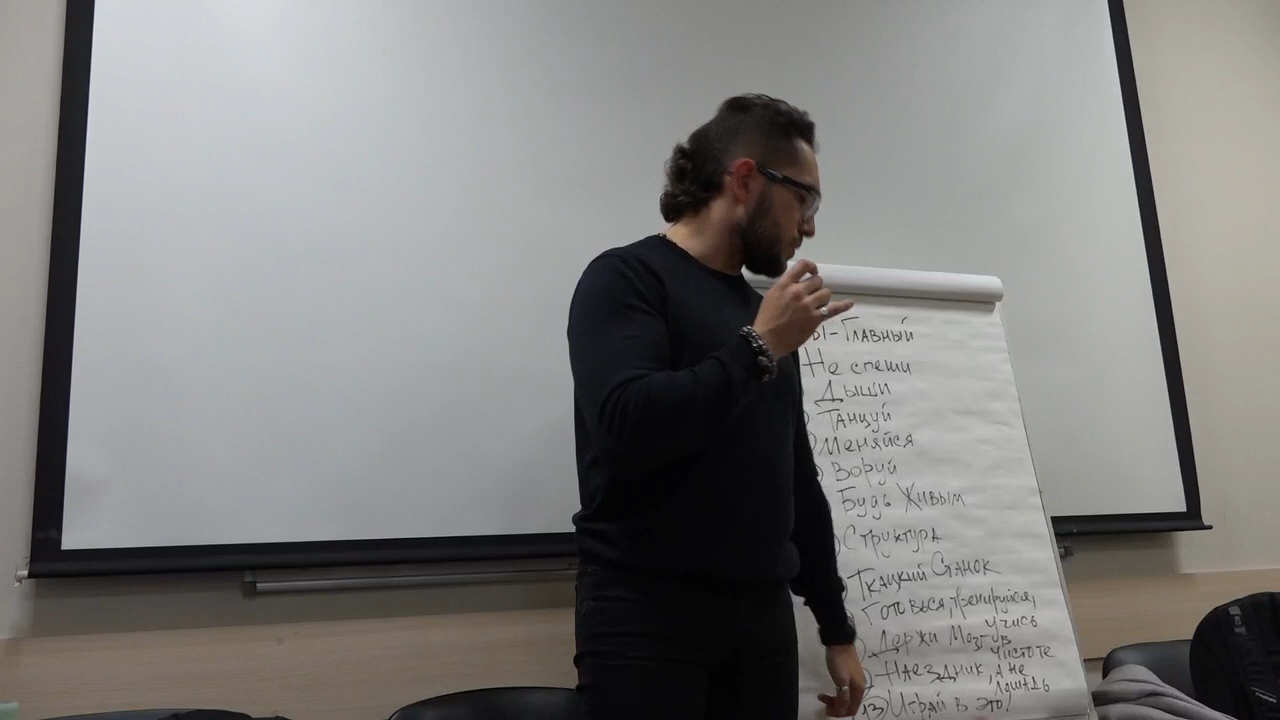 ы-Главный
Не спеши
Дыши
Танцуй
Меняйся
Воруй
Будь Живым
Структура
Ткацкий Станок
Готовься, тренируйся,
учись
Держи Мозг в
чистоте
Наездник, а не
лошадь
13) Играй в это!